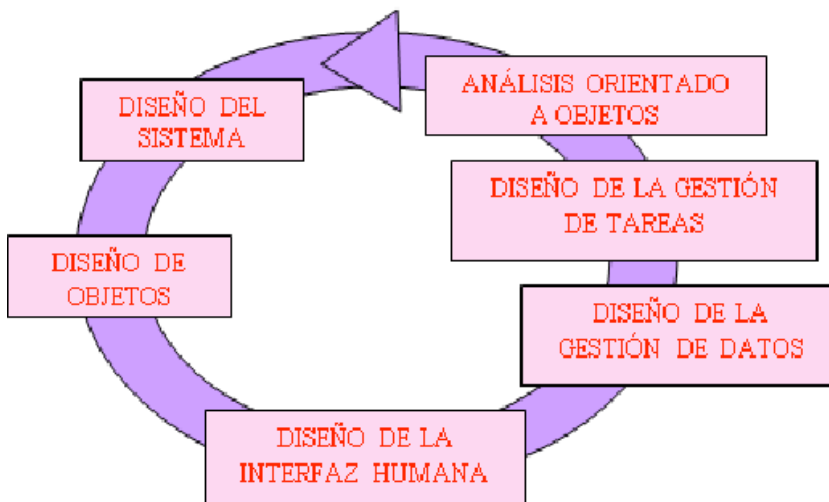 ANÁLISIS ORIENTADO
A OBJETOS
DISEÑO DEL
SISTEMA
DISEÑO DE LA GESTIÓN
DE TAREAS
DISEÑO DE
OBJETOS
DISEÑO DE LA
GESTIÓN DE DATOS
DISEÑO DE LA
INTERFAZ HUMANA